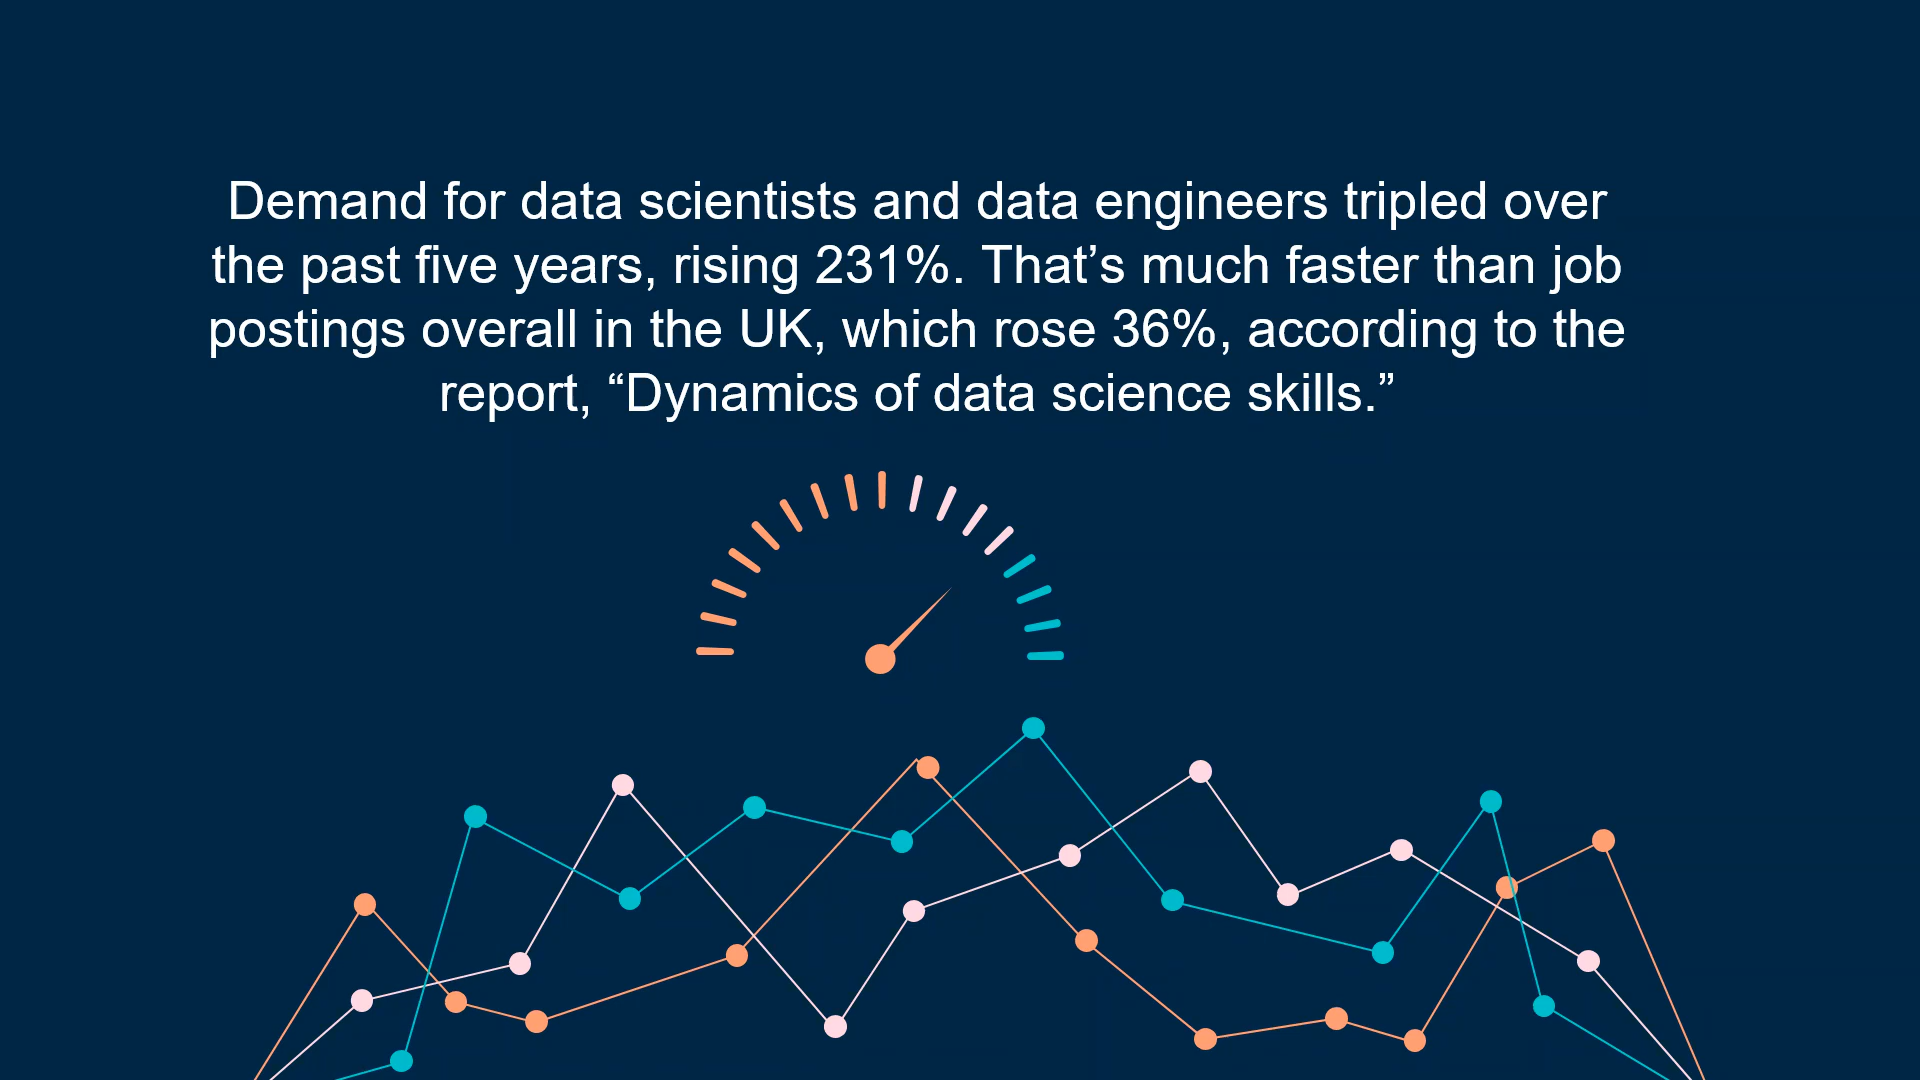 Demand for data scientists and data engineers tripled over
the past five years, rising 231%. That’s much faster than job
postings overall in the UK, which rose 36%, according to the
report, “Dynamics of data science skills.”